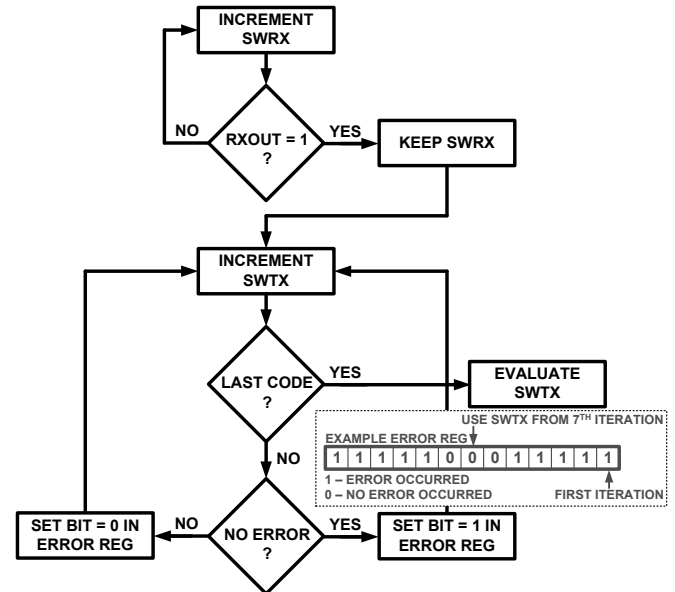 INCREMENT
SWRX
NO
RXOUT = 1
?
YES
KEEP SWRX
INCREMENT
SWTX
LAST CODE
?
YES
EVALUATE
SWTX
USE SWTX FROM 7TH ITERATION
EXAMPLE ERROR REG
1 1 1 1 1 0 0 0 1 1 1 1 1
1 – ERROR OCCURRED
0 – NO ERROR OCCURRED
FIRST ITERATION
NO
SET BIT = 0 IN
ERROR REG
NO
NO ERROR
?
YES
SET BIT = 1 IN
ERROR REG